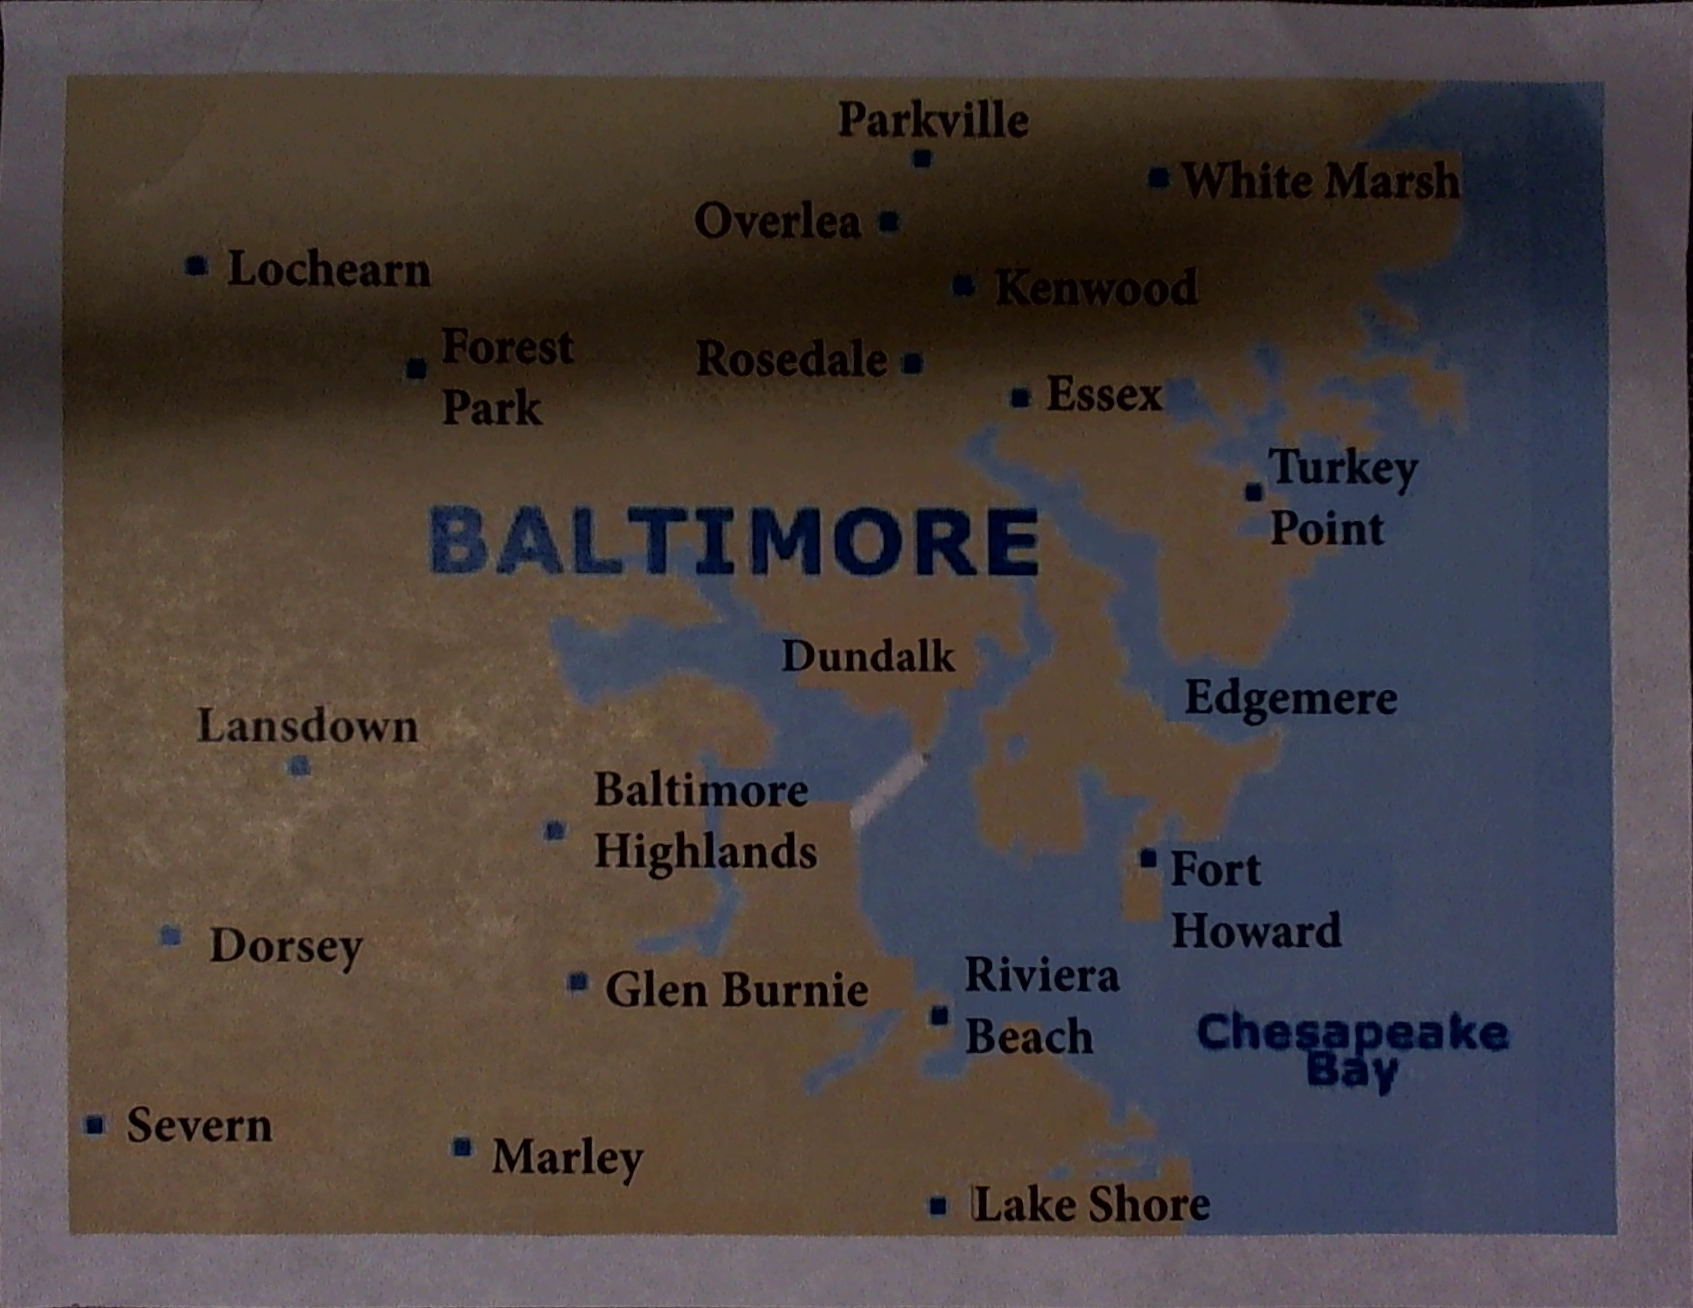 Parkville
White Marsh
Overlea
Lochearn
Kenwood
Forest
Park
Rosedale
Essex
Turkey
Point
BALTIMORE
Dundalk
Edgemere
Lansdown
Baltimore
Highlands
Fort
Howard
Dorsey
Glen Burnie
Riviera
Beach
Chesapeake
Bay
Severn
Marley
Lake Shore